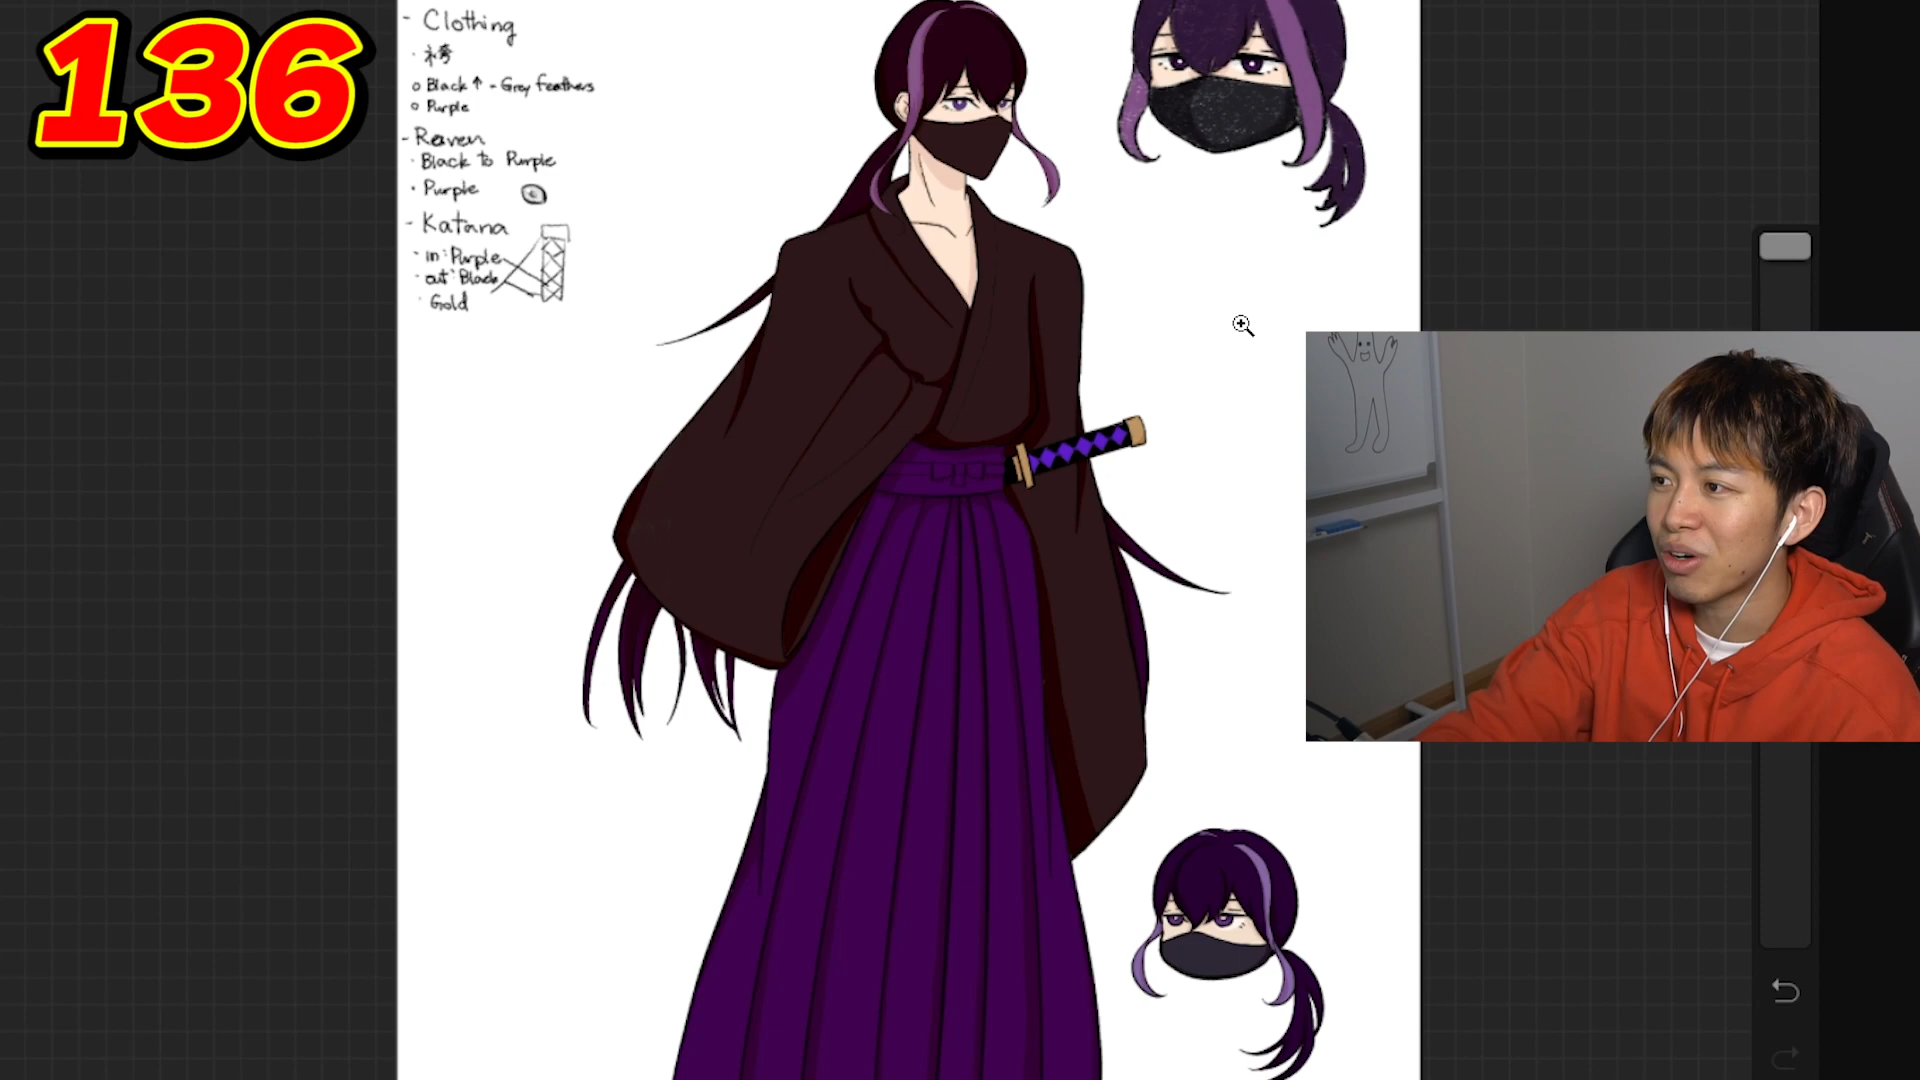 136
- Clothing
· 袴
○ Black ↑ - Grey feathers
○ Purple
- Raven
· Black to Purple
· Purple
- Katana
· in: Purple
· out: Black
· Gold